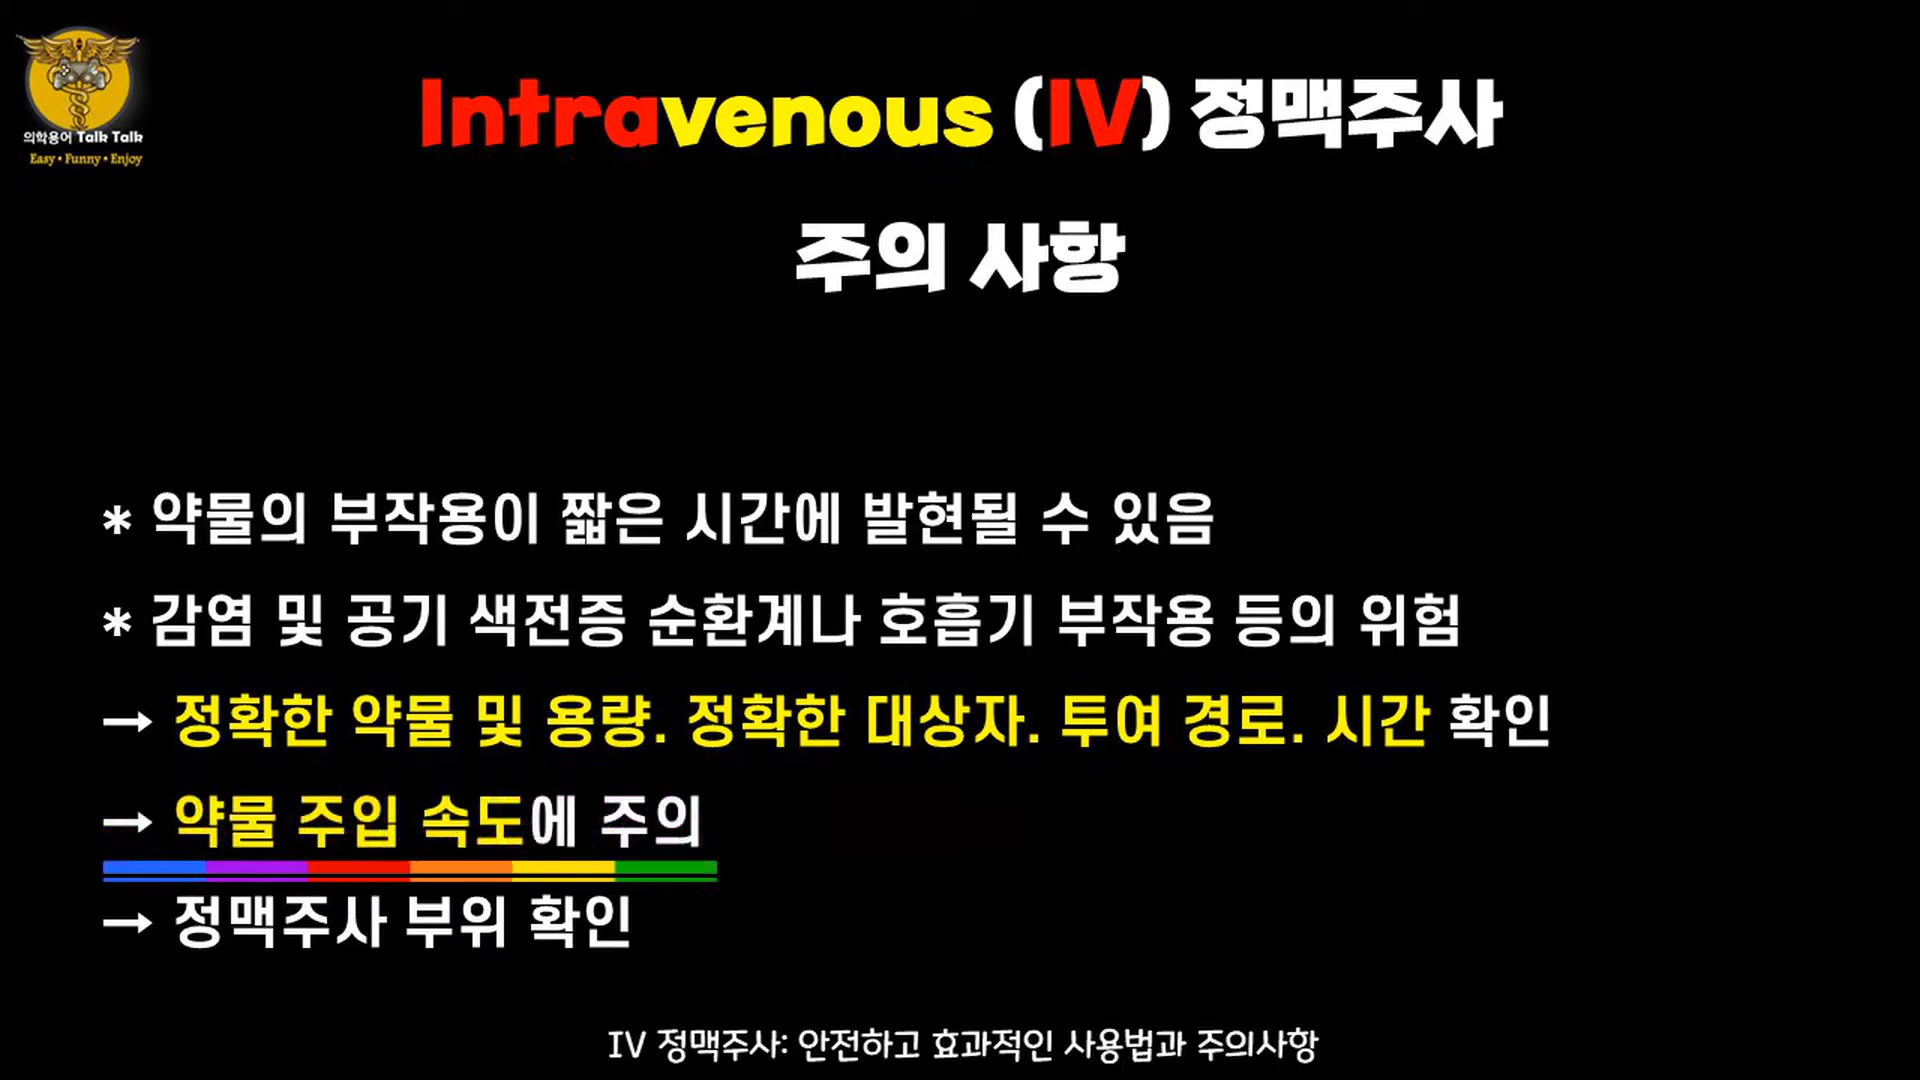 의학용어 Talk Talk
Easy • Funny • Enjoy
Intravenous (IV) 정맥주사
주의 사항
* 약물의 부작용이 짧은 시간에 발현될 수 있음
* 감염 및 공기 색전증 순환계나 호흡기 부작용 등의 위험
→ 정확한 약물 및 용량. 정확한 대상자. 투여 경로. 시간 확인
→ 약물 주입 속도에 주의
→ 정맥주사 부위 확인
IV 정맥주사: 안전하고 효과적인 사용법과 주의사항